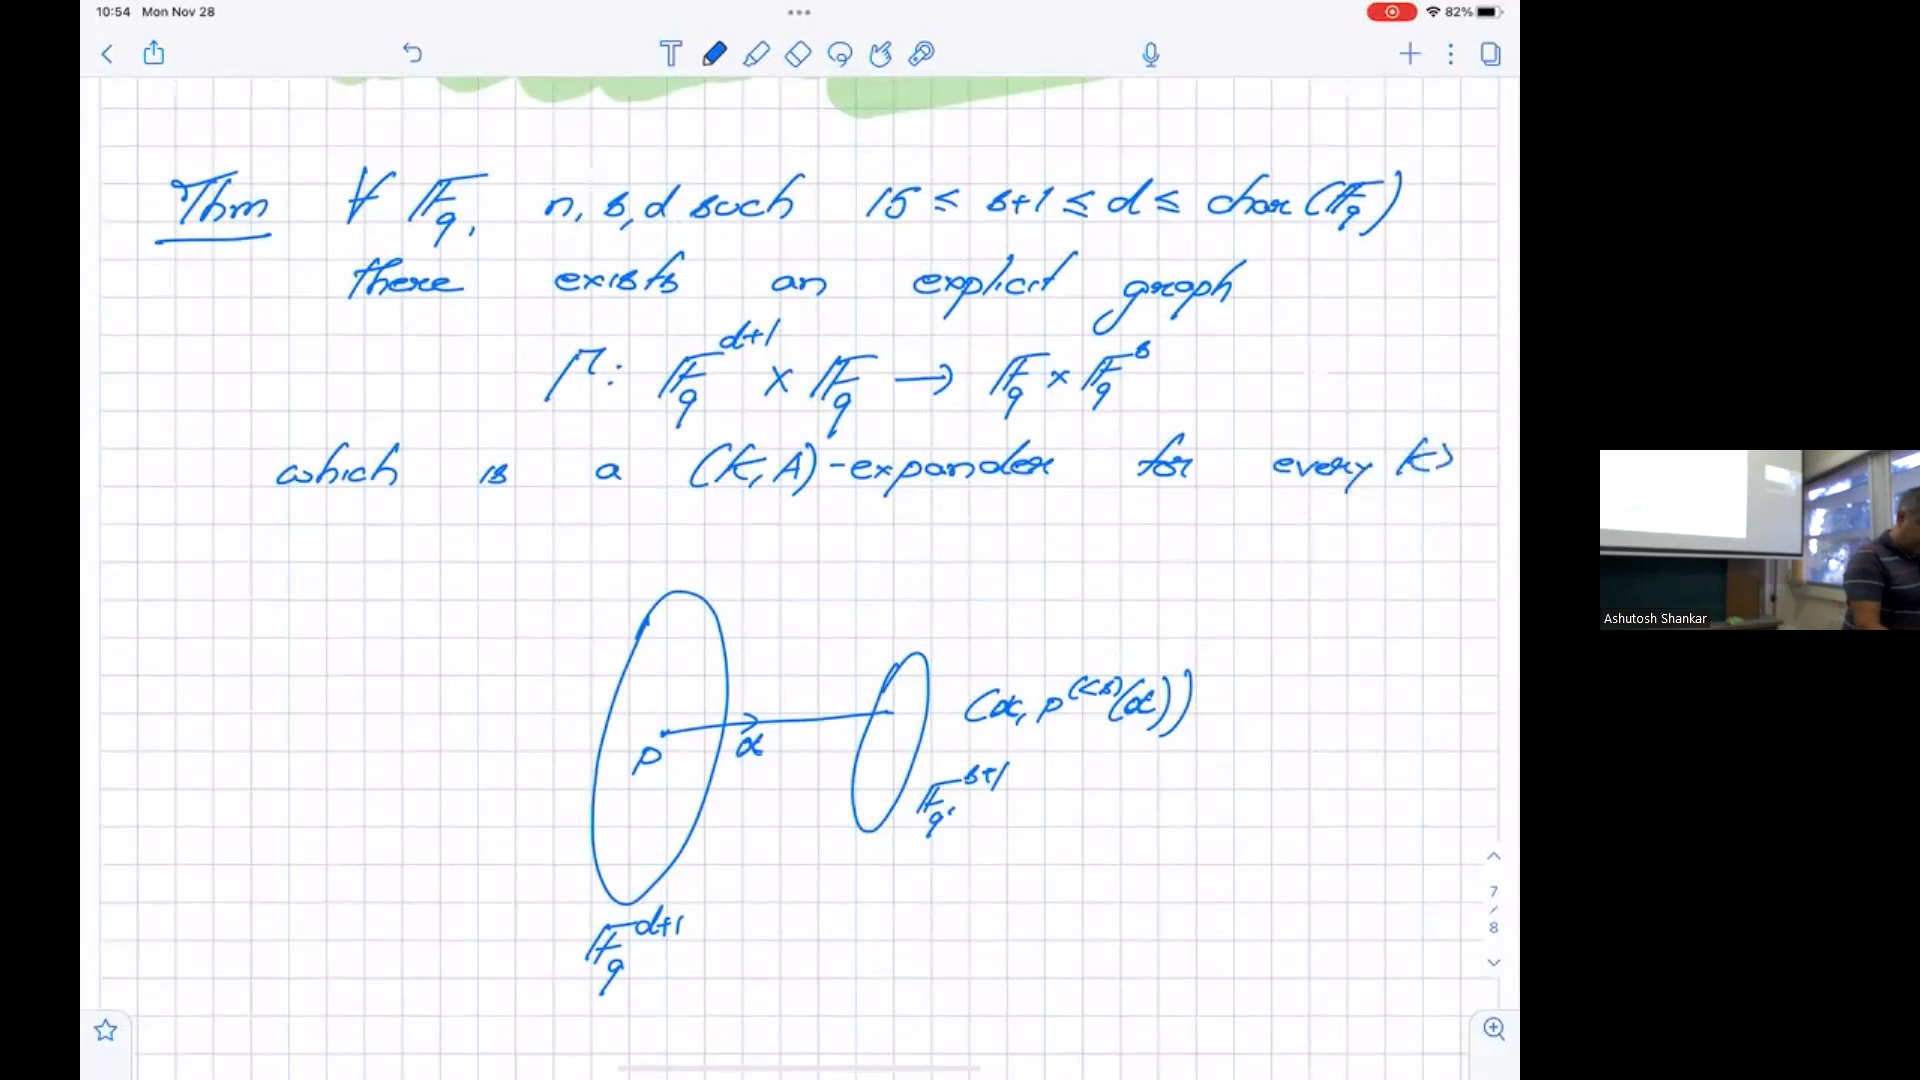 10:54 Mon Nov 28
82%
Thm ∀ 𝔽_q, n, s, d such 15 ≤ s+1 ≤ d ≤ char(𝔽_q)
there exists an explicit graph
Γ: 𝔽_q^{d+1} × 𝔽_q → 𝔽_q × 𝔽_q^s
which is a (K, A)-expander for every K>
(α, p^{(<s)}(α))
p
α
𝔽_q^{s+1}
𝔽_q^{d+1}
7
/
8
Ashutosh Shankar